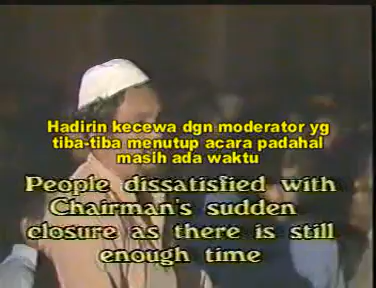 Hadirin kecewa dgn moderator yg
tiba-tiba menutup acara padahal
masih ada waktu
People dissatisfied with
Chairman's sudden
closure as there is still
enough time